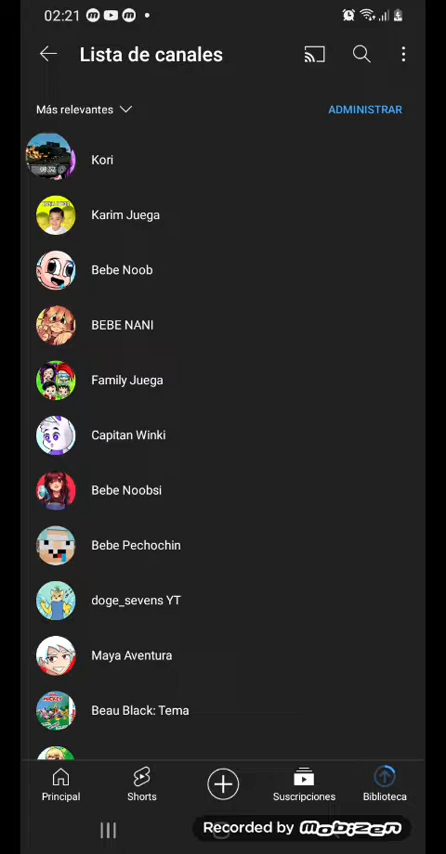 02:21
Lista de canales
Más relevantes
ADMINISTRAR
Kori
Karim Juega
Bebe Noob
BEBE NANI
Family Juega
Capitan Winki
Bebe Noobsi
Bebe Pechochin
doge_sevens YT
Maya Aventura
Beau Black: Tema
Principal
Shorts
Suscripciones
Biblioteca
Recorded by mobizen